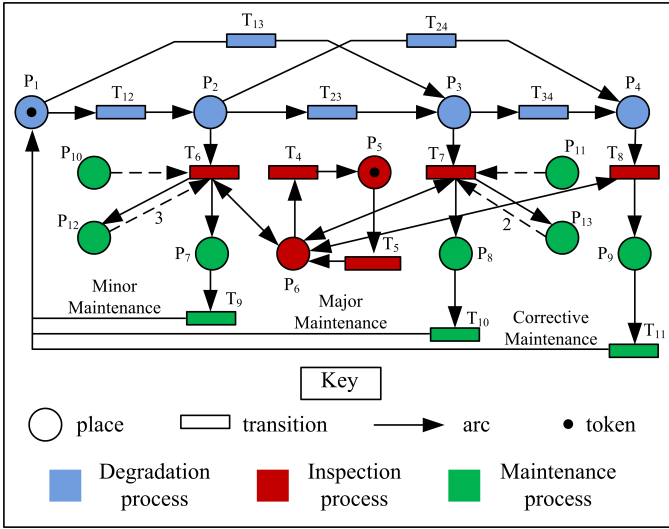 T13
T24
P1
P2
P3
P4
T12
T23
T34
P10
T6
T4
P5
T7
P11
T8
P12
3
P7
P6
T5
P8
2
P13
P9
Minor
Maintenance
T9
Major
Maintenance
T10
Corrective
Maintenance
T11
Key
place
transition
arc
token
Degradation
process
Inspection
process
Maintenance
process